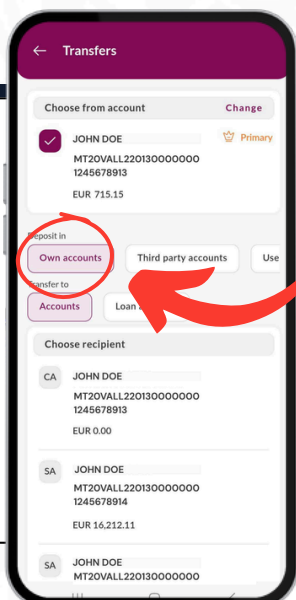 Transfers
Choose from account Change
JOHN DOE Primary
MT20VALL220130000000
1245678913
EUR 715.15
Deposit in
Own accounts Third party accounts Use
Transfer to
Accounts Loan
Choose recipient
CA JOHN DOE
MT20VALL220130000000
1245678913
EUR 0.00
SA JOHN DOE
MT20VALL220130000000
1245678914
EUR 16,212.11
SA JOHN DOE
MT20VALL220130000000